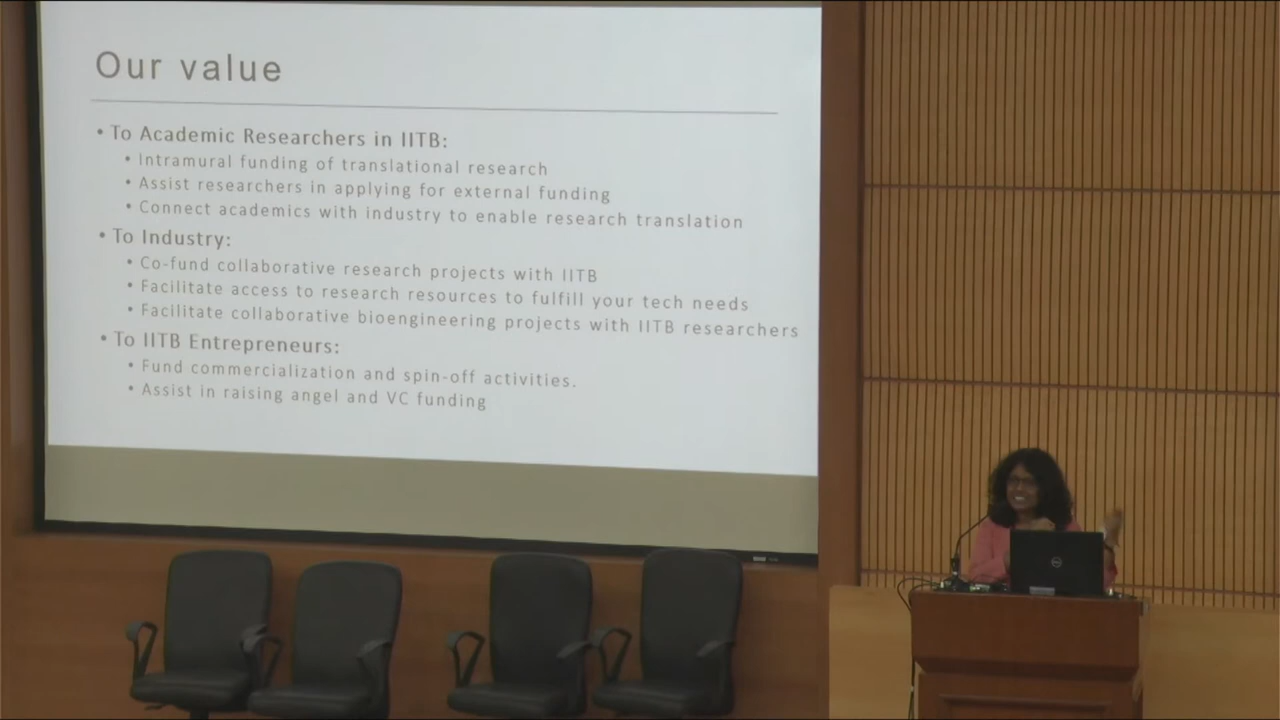 Our value
• To Academic Researchers in IITB:
• Intramural funding of translational research
• Assist researchers in applying for external funding
• Connect academics with industry to enable research translation
• To Industry:
• Co-fund collaborative research projects with IITB
• Facilitate access to research resources to fulfill your tech needs
• Facilitate collaborative bioengineering projects with IITB researchers
• To IITB Entrepreneurs:
• Fund commercialization and spin-off activities.
• Assist in raising angel and VC funding